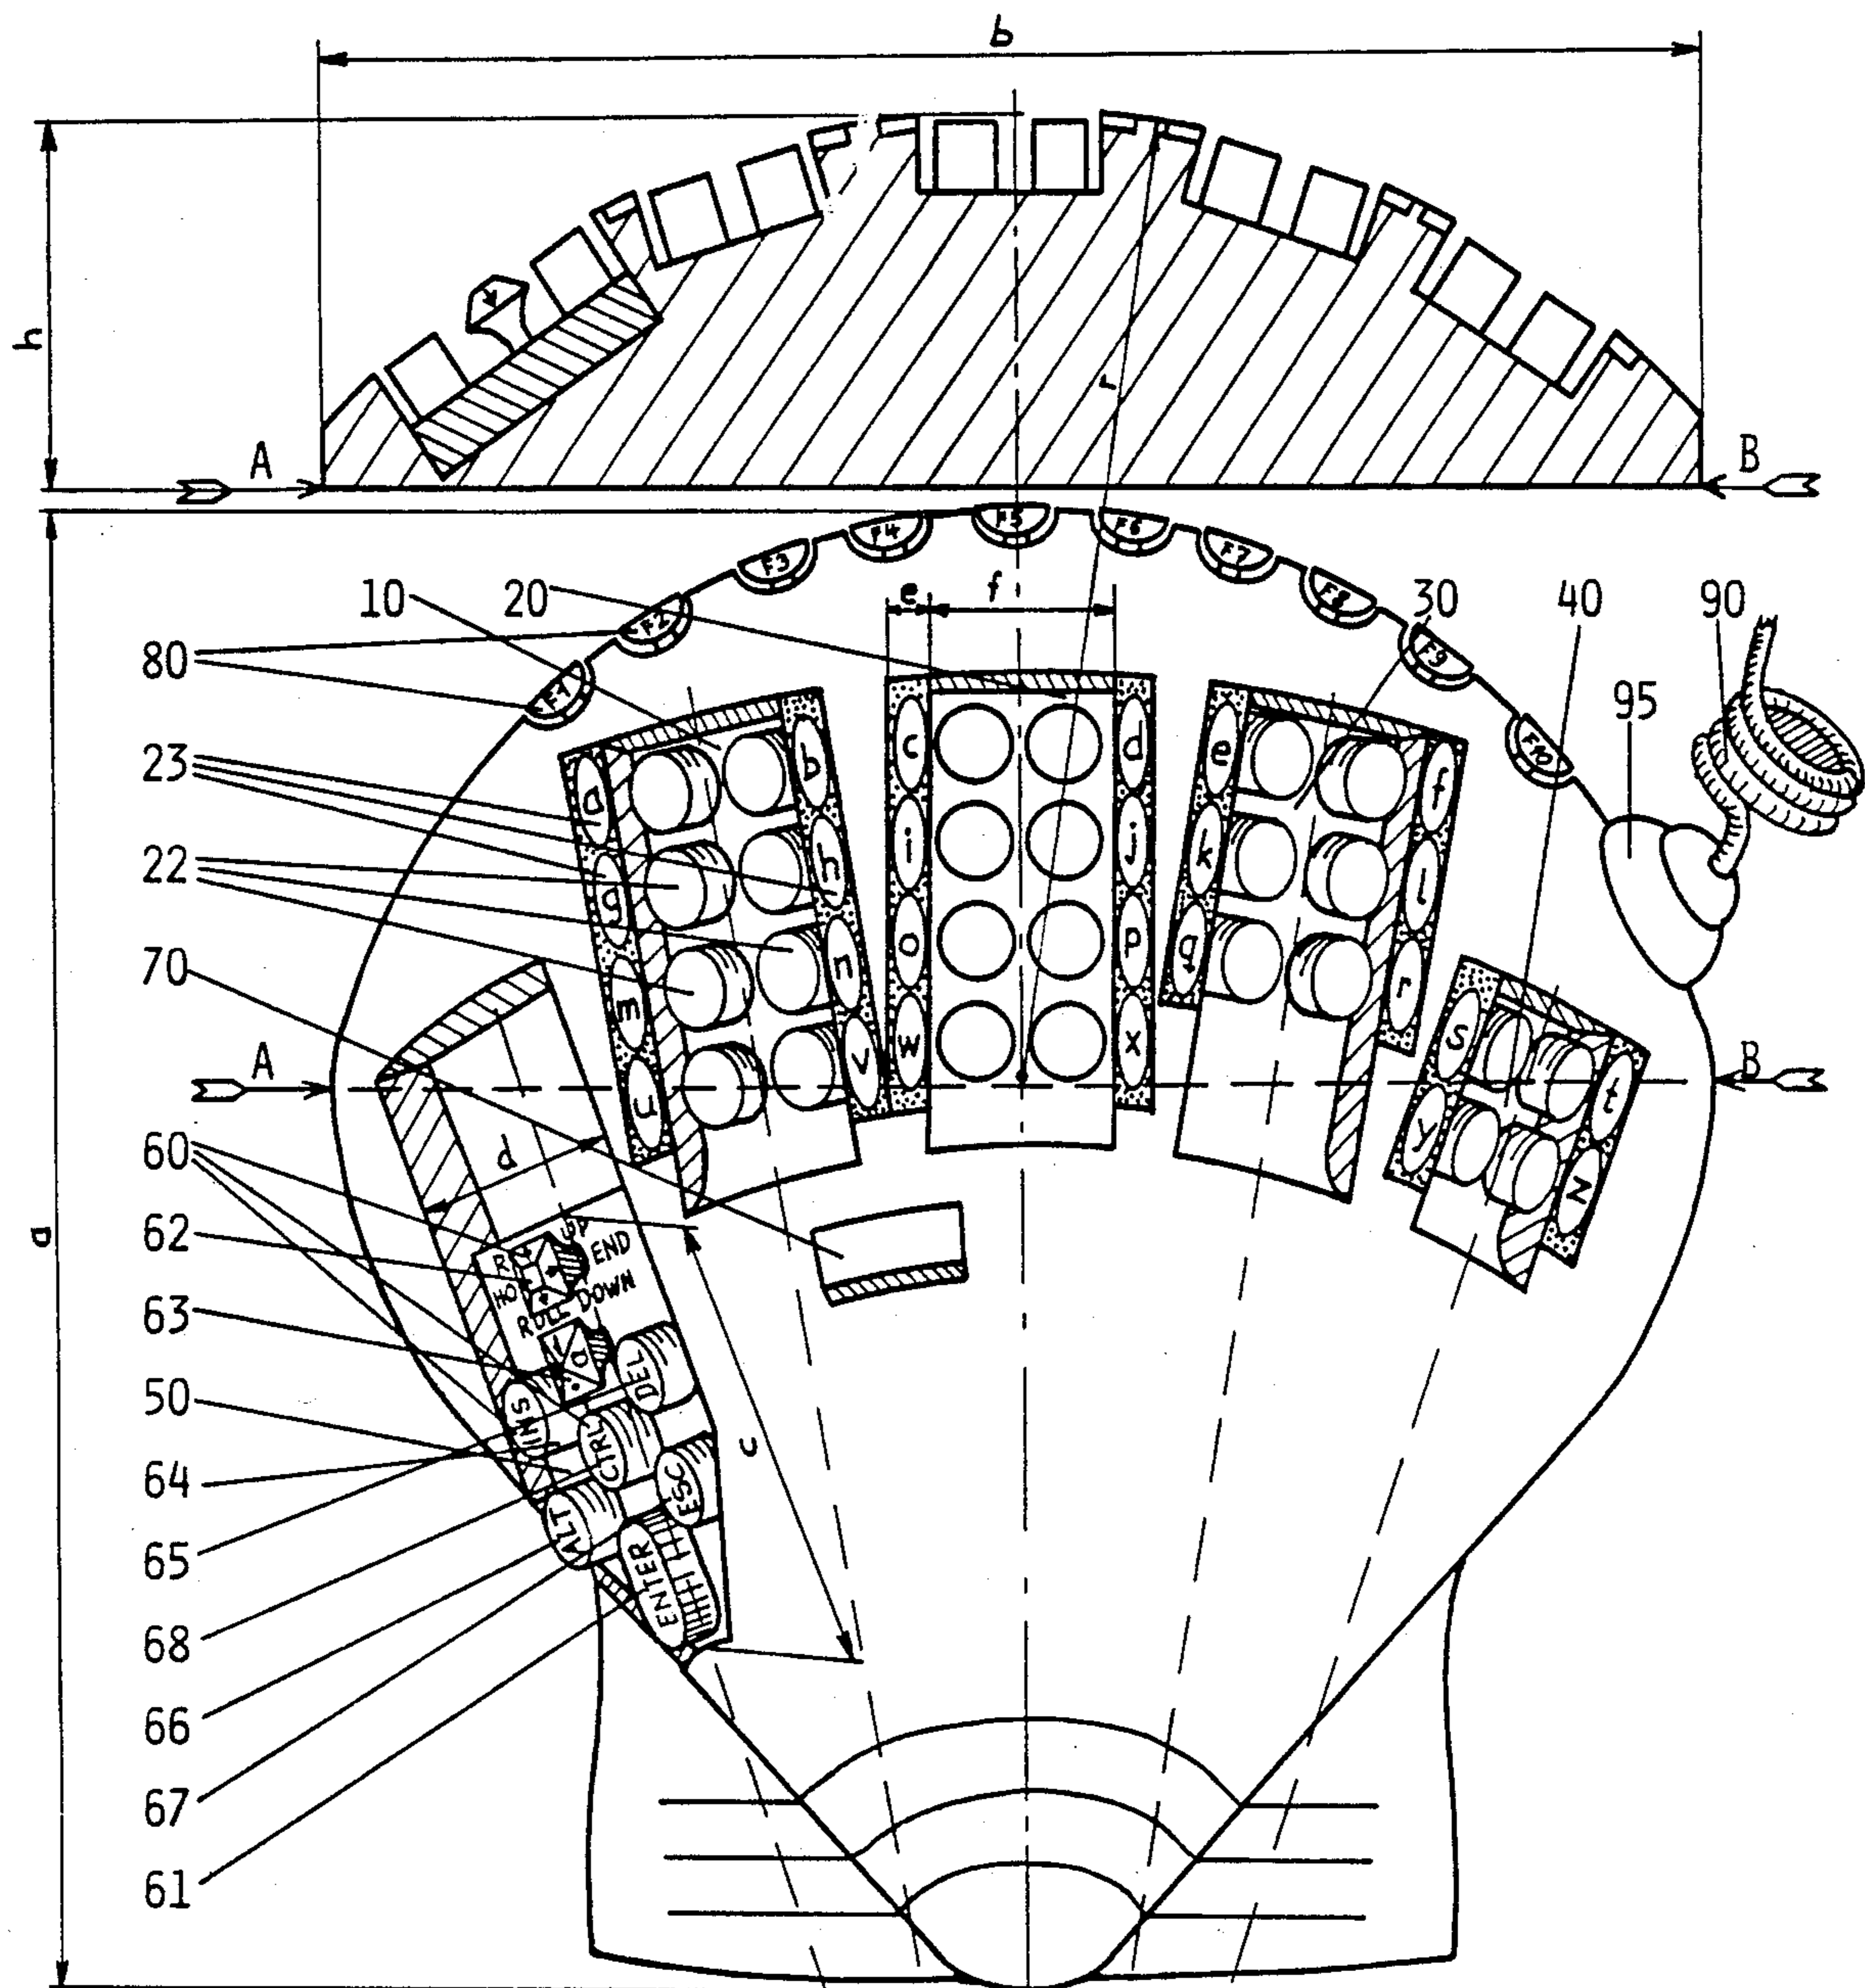 b
h
r
A B
F1 F2 F3 F4 F5 F6 F7 F8 F9 F10
10 20 e f 30 40 90
80
95
23
22
70
a b c d e f
g h i j k l
m n o p q r
u v w x s t
y z
A B
d
a
60
62
63
50
64
65
68
66
67
61
UP
END
ROLL DOWN
INS
DEL
CTRL
ALT
ESC
ENTER
c